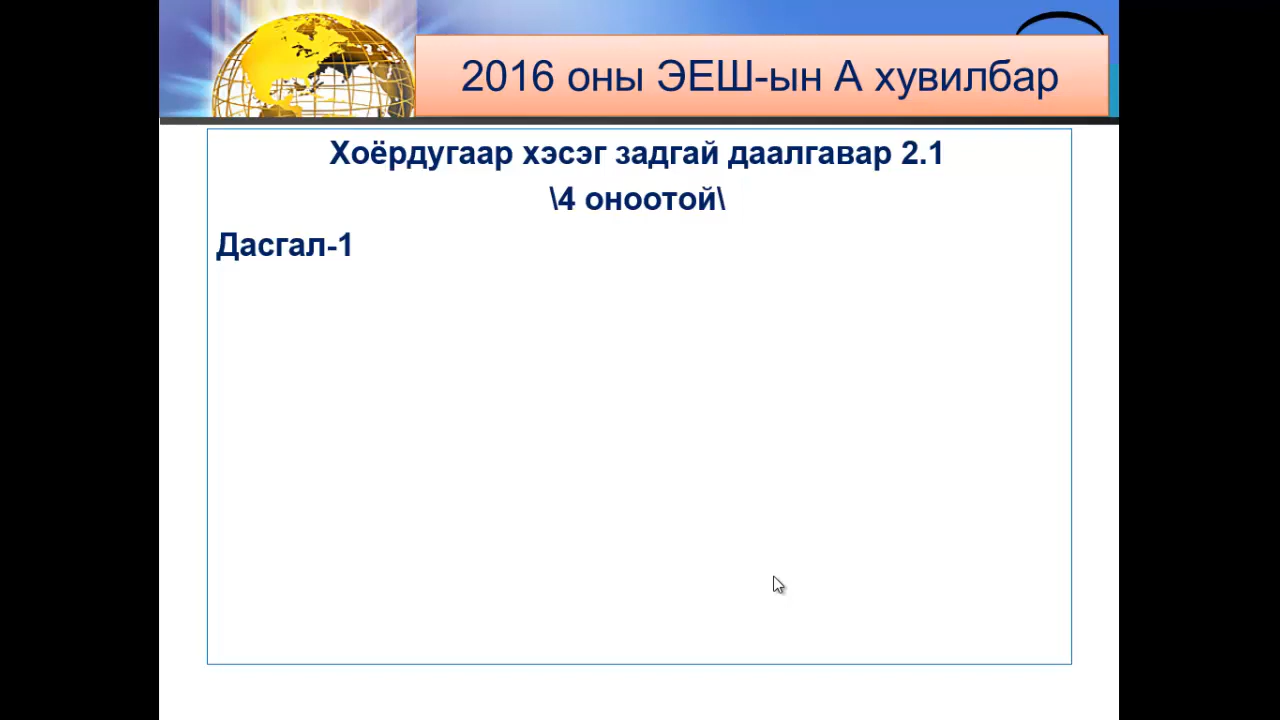 2016 оны ЭЕШ-ын А хувилбар
Хоёрдугаар хэсэг задгай даалгавар 2.1
\4 оноотой\
Дасгал-1